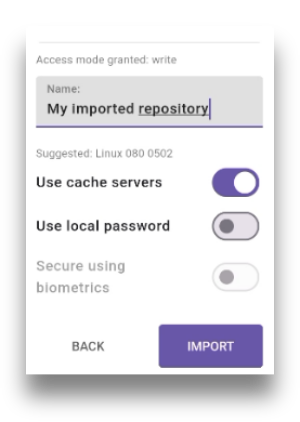 Access mode granted: write
Name:
My imported repository
Suggested: Linux 080 0502
Use cache servers
Use local password
Secure using
biometrics
BACK
IMPORT